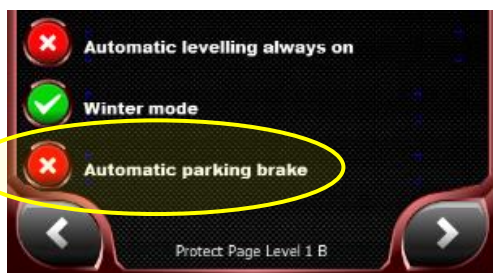 Automatic levelling always on
Winter mode
Automatic parking brake
Protect Page Level 1 B